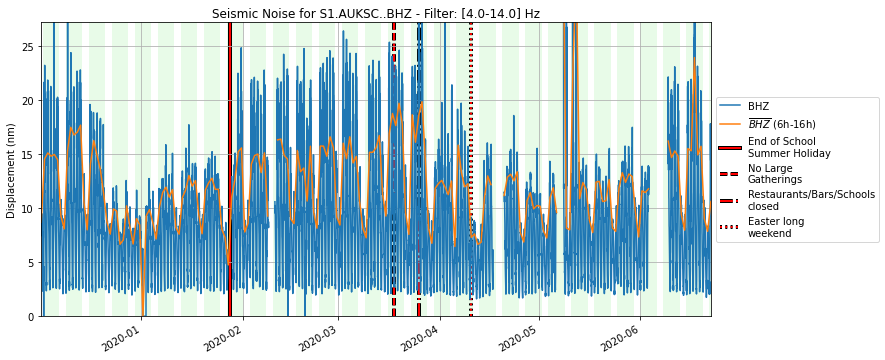 Seismic Noise for S1.AUKSC..BHZ - Filter: [4.0-14.0] Hz
Displacement (nm)
25
20
15
10
5
0
2020-01
2020-02
2020-03
2020-04
2020-05
2020-06
BHZ
BHZ (6h-16h)
End of School
Summer Holiday
No Large
Gatherings
Restaurants/Bars/Schools
closed
Easter long
weekend